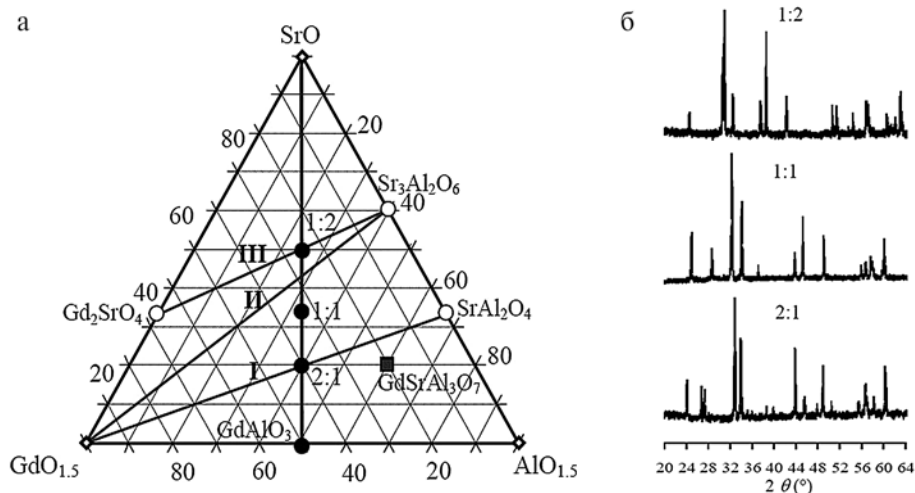 а
SrO
80
20
Sr₃Al₂O₆
60
1:2
40
III
40
II
60
Gd₂SrO₄
1:1
SrAl₂O₄
20
I
2:1
80
GdSrAl₃O₇
GdAlO₃
GdO₁.₅
80
60
40
20
AlO₁.₅
б
1:2
1:1
2:1
20 24 28 32 36 40 44 48 52 56 60 64
2 θ (°)